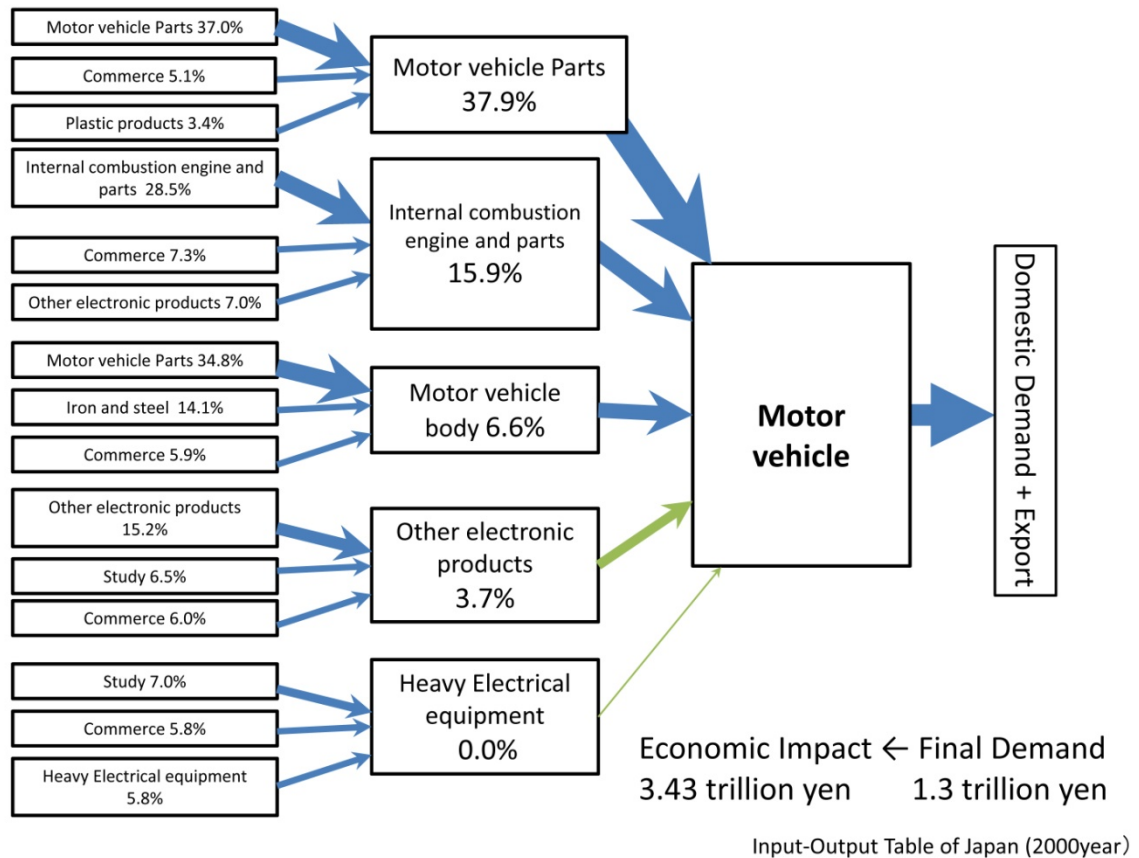 Motor vehicle Parts 37.0%
Commerce 5.1%
Plastic products 3.4%
Internal combustion engine and
parts 28.5%
Commerce 7.3%
Other electronic products 7.0%
Motor vehicle Parts 34.8%
Iron and steel 14.1%
Commerce 5.9%
Other electronic products
15.2%
Study 6.5%
Commerce 6.0%
Study 7.0%
Commerce 5.8%
Heavy Electrical equipment
5.8%
Motor vehicle Parts
37.9%
Internal combustion
engine and parts
15.9%
Motor vehicle
body 6.6%
Other electronic
products
3.7%
Heavy Electrical
equipment
0.0%
Motor
vehicle
Domestic Demand + Export
Economic Impact ← Final Demand
3.43 trillion yen 1.3 trillion yen
Input-Output Table of Japan (2000year）